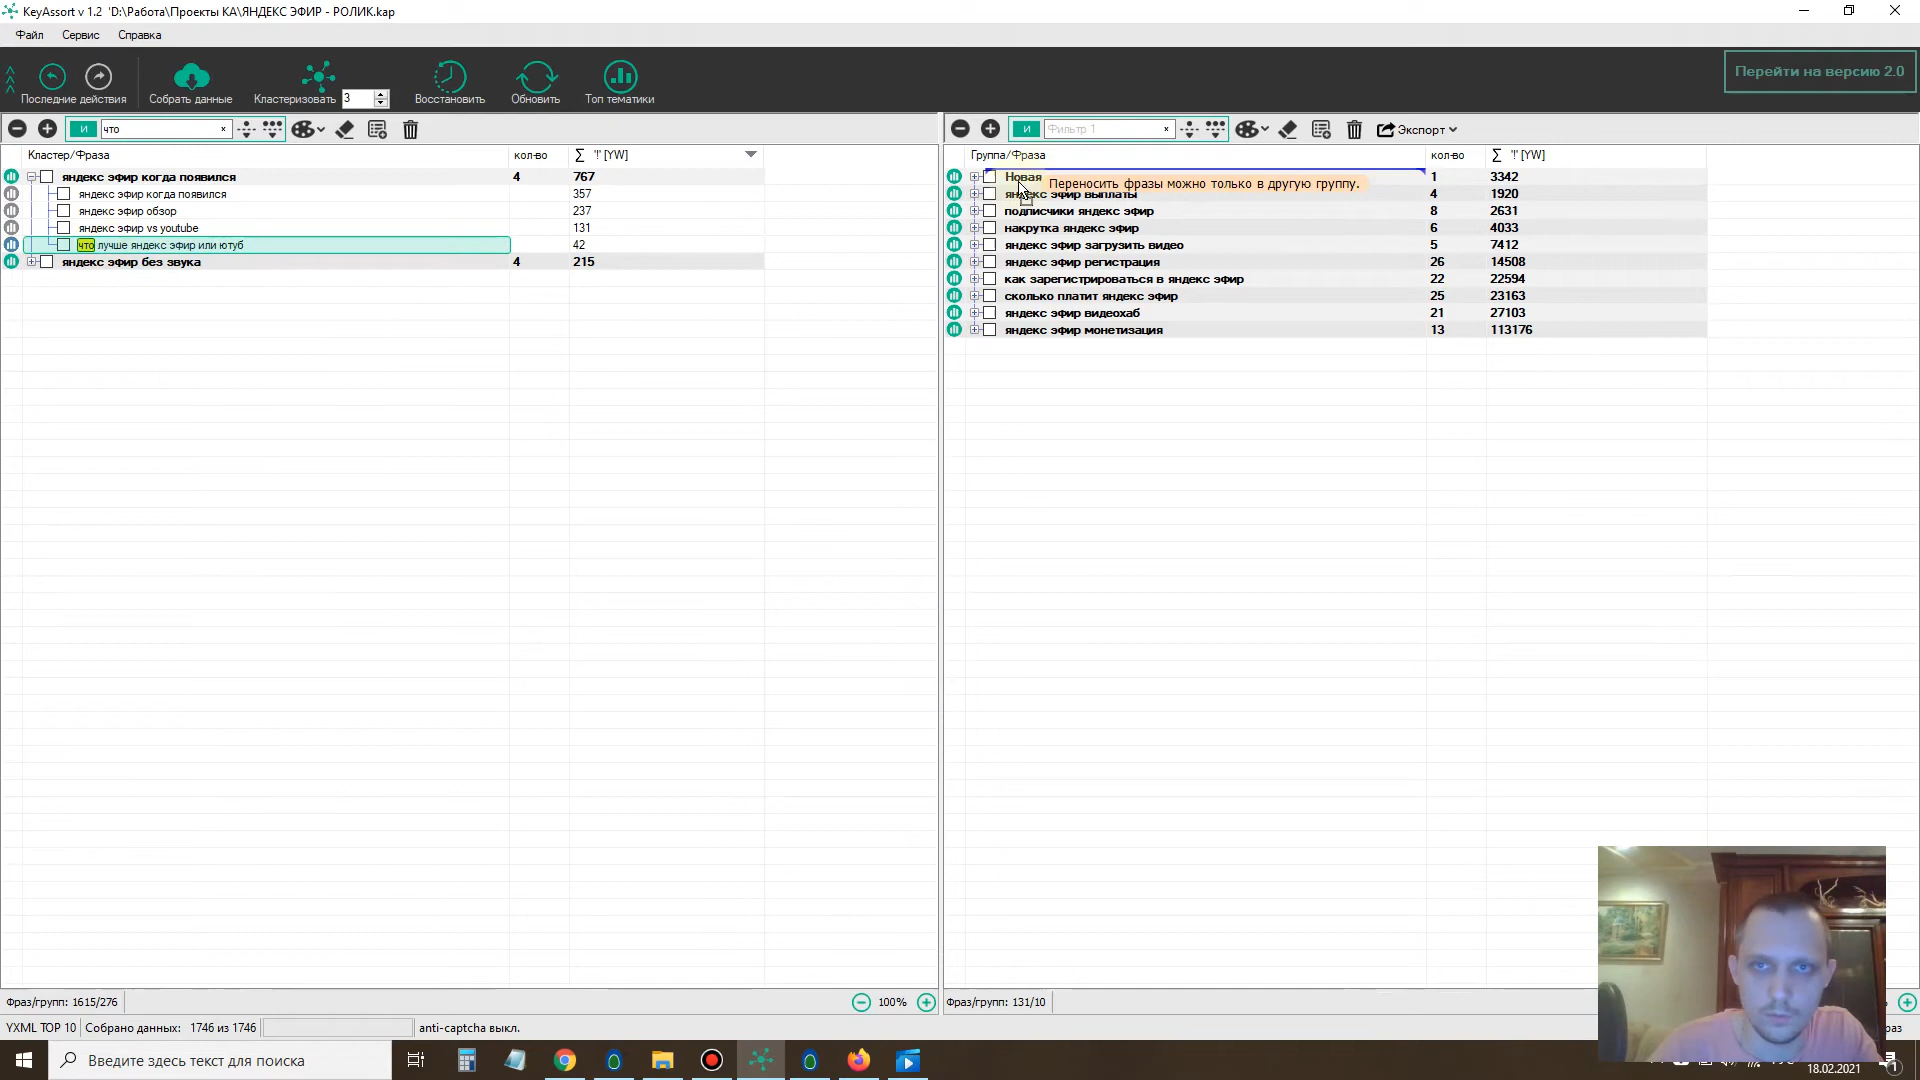 KeyAssort v 1.2 'D:\Работа\Проекты КА\ЯНДЕКС ЭФИР - РОЛИК.kap
Файл Сервис Справка
Последние действия Собрать данные Кластеризовать 3 Восстановить Обновить Топ тематики Перейти на версию 2.0
И что × И Фильтр 1 × Экспорт
Кластер/Фраза кол-во Σ "!" [YW] Группа/Фраза кол-во Σ "!" [YW]
яндекс эфир когда появился 4 767
яндекс эфир когда появился 357
яндекс эфир обзор 237
яндекс эфир vs youtube 131
что лучше яндекс эфир или ютуб 42
яндекс эфир без звука 4 215
Новая 1 3342
Переносить фразы можно только в другую группу.
яндекс эфир выплаты 4 1920
подписчики яндекс эфир 8 2631
накрутка яндекс эфир 6 4033
яндекс эфир загрузить видео 5 7412
яндекс эфир регистрация 26 14508
как зарегистрироваться в яндекс эфир 22 22594
сколько платит яндекс эфир 25 23163
яндекс эфир видеохаб 21 27103
яндекс эфир монетизация 13 113176
Фраз/групп: 1615/276 100% Фраз/групп: 131/10
YXML TOP 10 Собрано данных: 1746 из 1746 anti-captcha выкл. раз
Введите здесь текст для поиска
18.02.2021 1